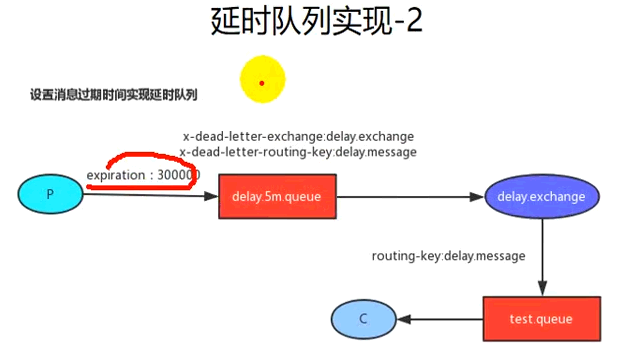 延时队列实现-2
设置消息过期时间实现延时队列
x-dead-letter-exchange:delay.exchange
x-dead-letter-routing-key:delay.message
expiration : 300000
P
delay.5m.queue
delay.exchange
routing-key:delay.message
C
test.queue